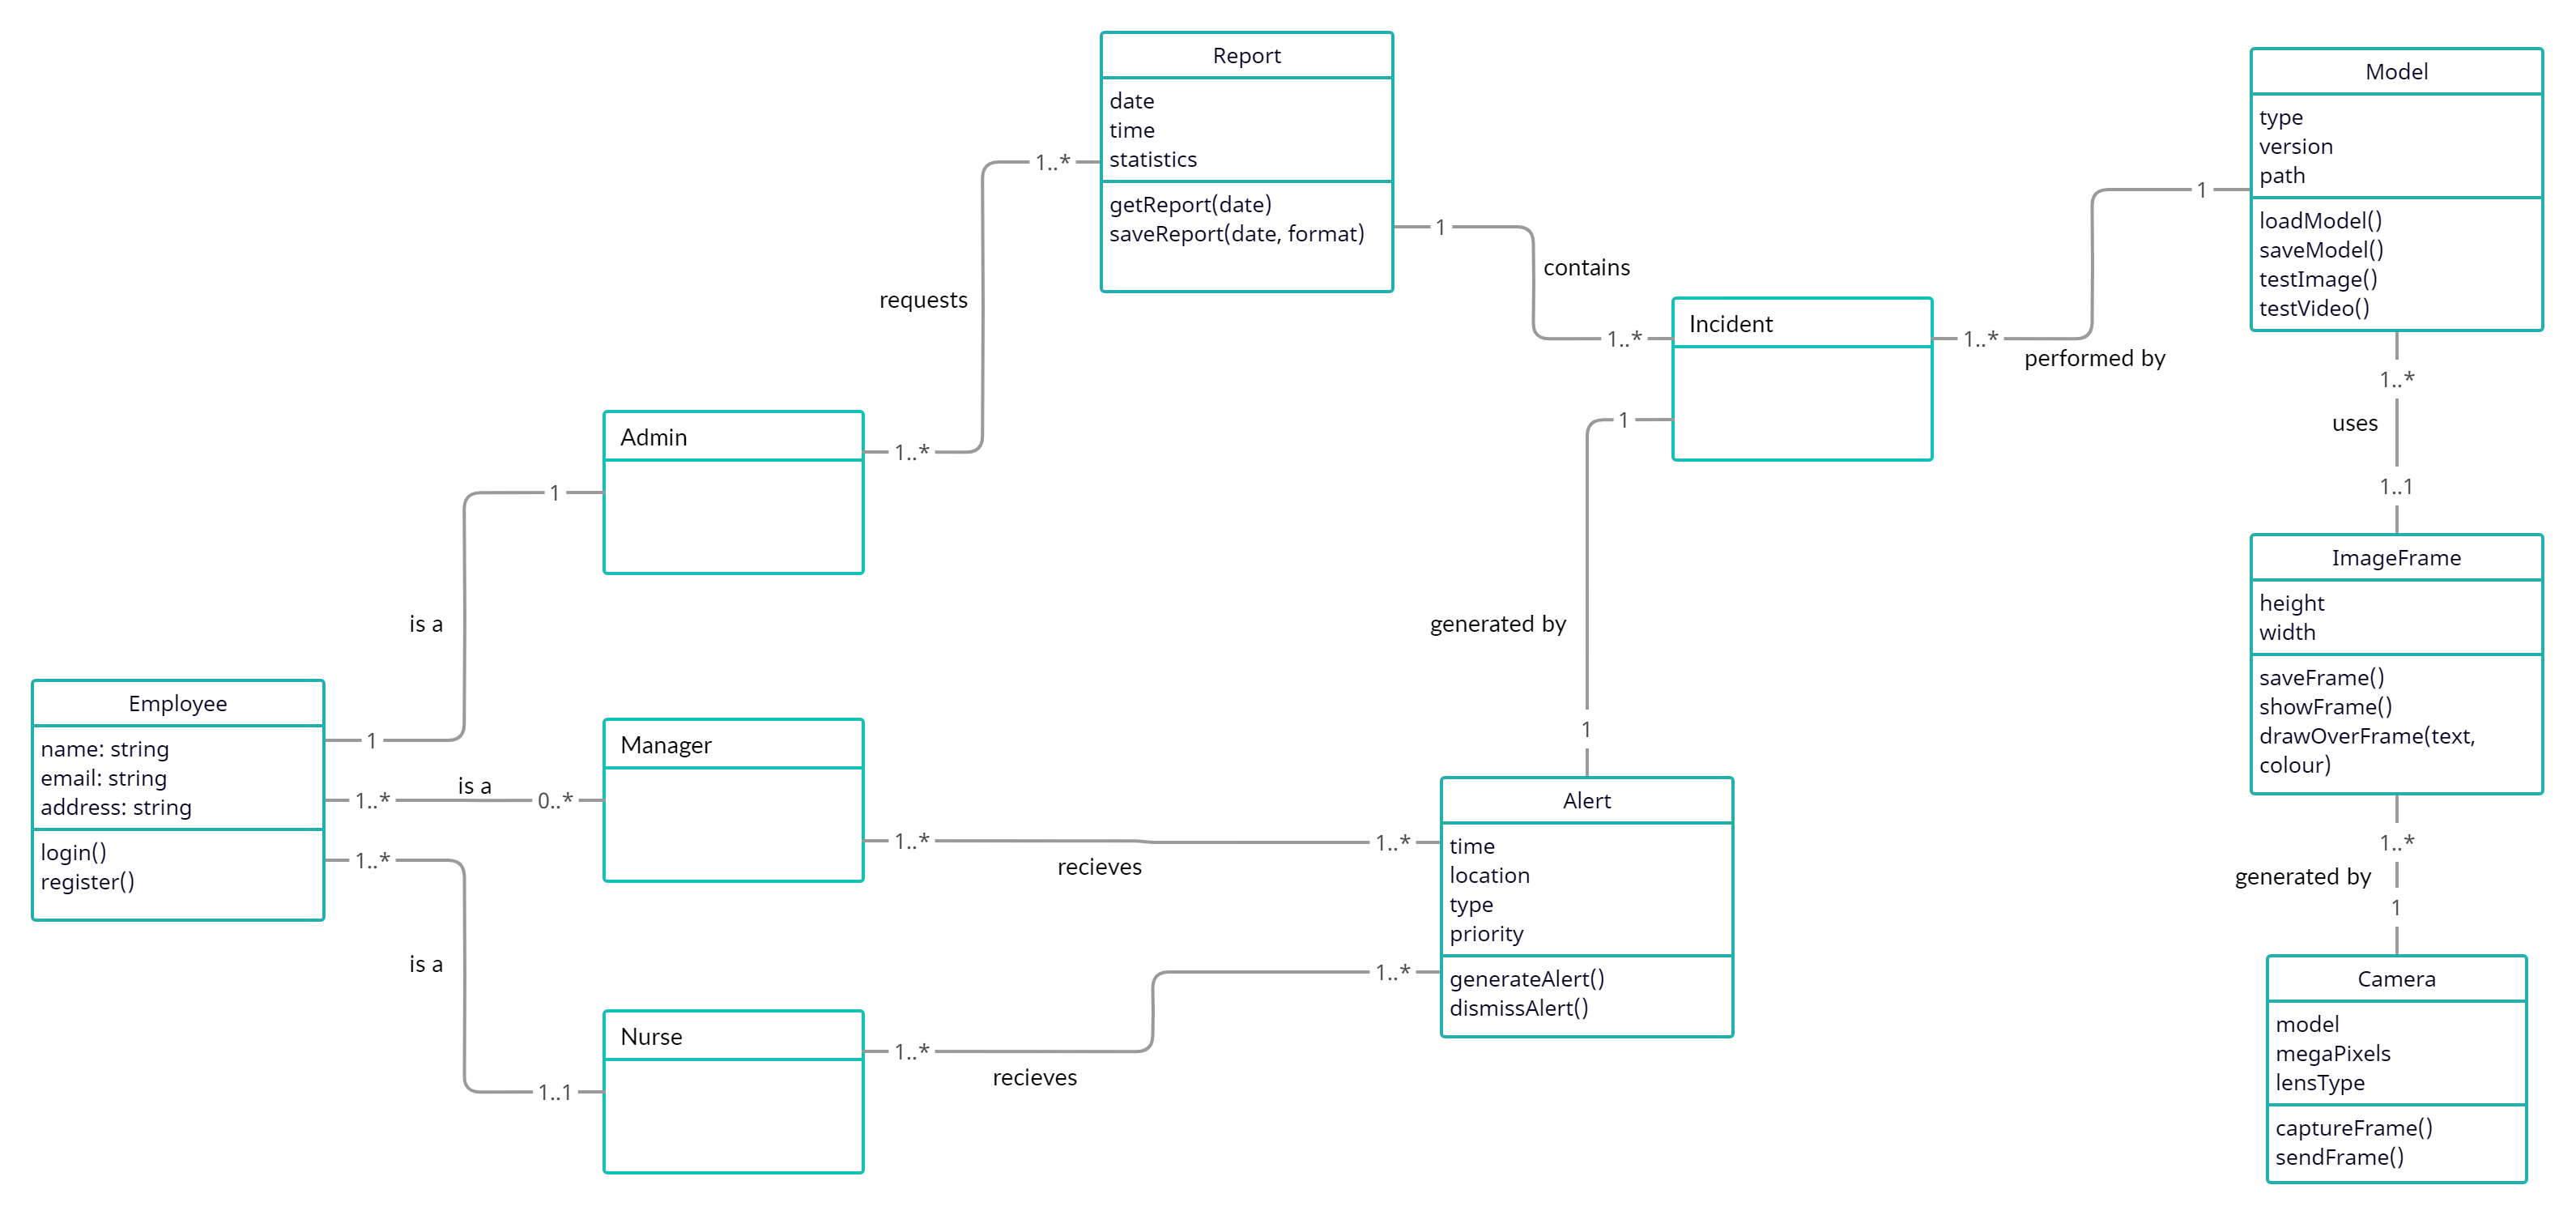 Report
date
time
statistics
getReport(date)
saveReport(date, format)
Model
type
version
path
loadModel()
saveModel()
testImage()
testVideo()
1..*
1
1
contains
requests
Incident
1..*
1..*
performed by
1..*
uses
1..1
1
Admin
1..*
1
is a
generated by
1
ImageFrame
height
width
saveFrame()
showFrame()
drawOverFrame(text,
colour)
Employee
name: string
email: string
address: string
login()
register()
1
1..*
is a
0..*
1..*
is a
1..1
Manager
1..*
recieves
1..*
Alert
time
location
type
priority
generateAlert()
dismissAlert()
1..*
generated by
1
Nurse
1..*
recieves
1..*
Camera
model
megaPixels
lensType
captureFrame()
sendFrame()